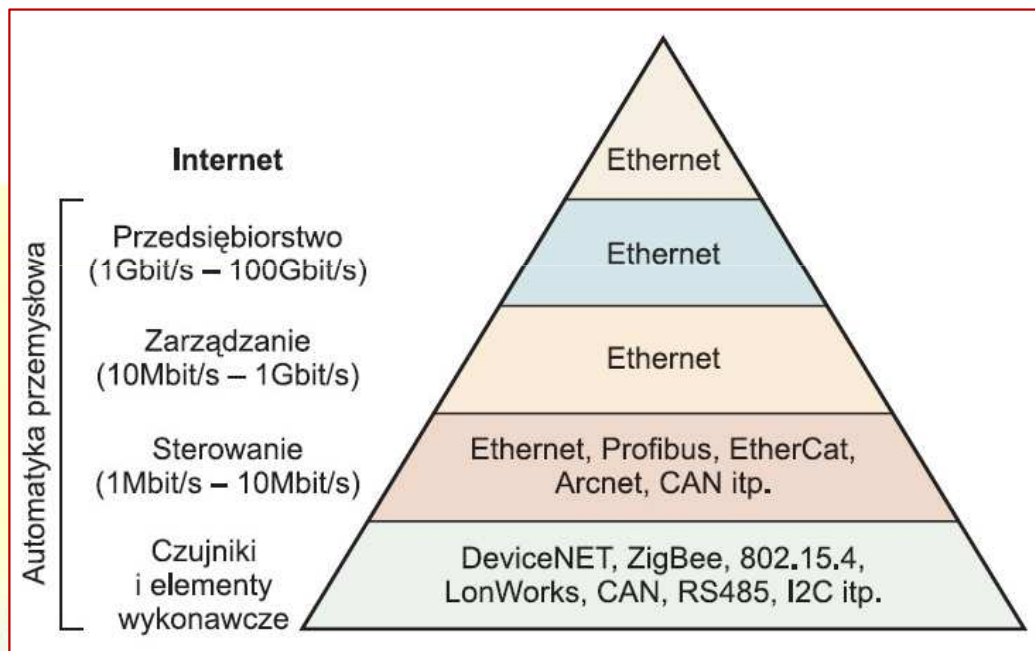 Internet
Ethernet
Automatyka przemysłowa
Przedsiębiorstwo
(1Gbit/s – 100Gbit/s)
Ethernet
Zarządzanie
(10Mbit/s – 1Gbit/s)
Ethernet
Sterowanie
(1Mbit/s – 10Mbit/s)
Ethernet, Profibus, EtherCat,
Arcnet, CAN itp.
Czujniki
i elementy
wykonawcze
DeviceNET, ZigBee, 802.15.4,
LonWorks, CAN, RS485, I2C itp.